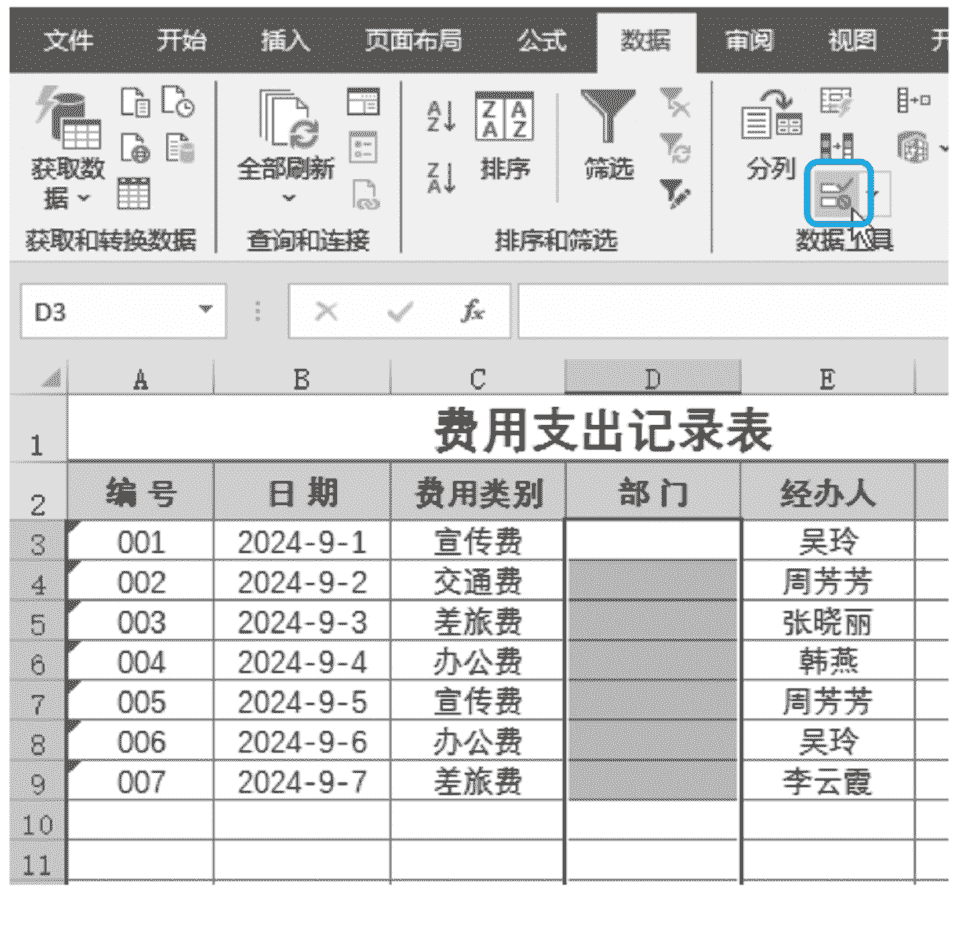 文件 开始 插入 页面布局 公式 数据 审阅 视图 开
获取数据 全部刷新 排序 筛选 分列
获取和转换数据 查询和连接 排序和筛选 数据工具
D3 fx
A B C D E
1 费用支出记录表
2 编号 日期 费用类别 部门 经办人
3 001 2024-9-1 宣传费 吴玲
4 002 2024-9-2 交通费 周芳芳
5 003 2024-9-3 差旅费 张晓丽
6 004 2024-9-4 办公费 韩燕
7 005 2024-9-5 宣传费 周芳芳
8 006 2024-9-6 办公费 吴玲
9 007 2024-9-7 差旅费 李云霞
10
11